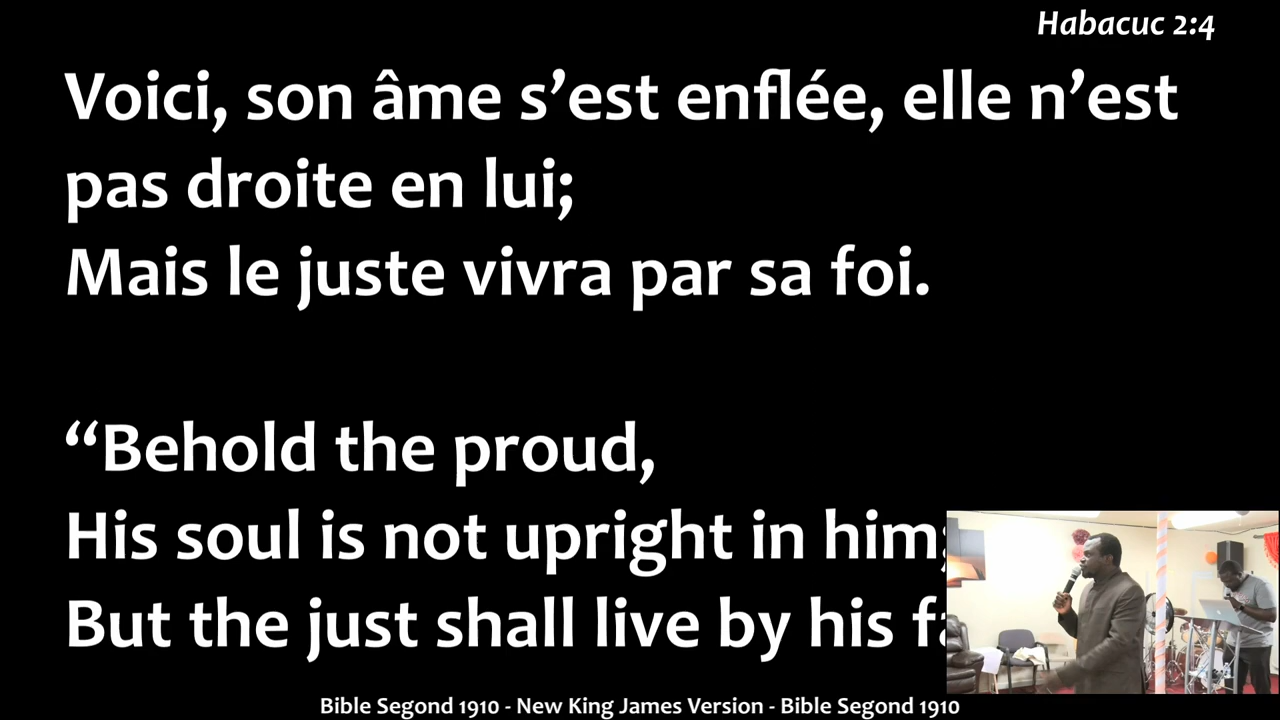 Habacuc 2:4
Voici, son âme s’est enflée, elle n’est
pas droite en lui;
Mais le juste vivra par sa foi.
“Behold the proud,
His soul is not upright in him;
But the just shall live by his
Bible Segond 1910 - New King James Version - Bible Segond 1910